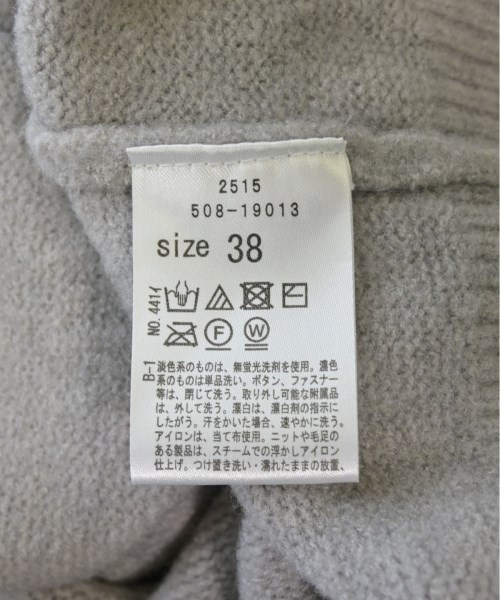 2515
508-19013
size 38
NO. 441イ
F W
B-1
淡色系のものは、無蛍光洗剤を使用。濃色
系のものは単品洗い。ボタン、ファスナー
等は、閉じて洗う。取り外し可能な附属品
は、外して洗う。漂白は、漂白剤の指示に
したがう。汗をかいた場合、速やかに洗う。
アイロンは、当て布使用。ニットや毛足の
ある製品は、スチームでの浮かしアイロン
仕上げ。つけ置き洗い・濡れたままの放置、